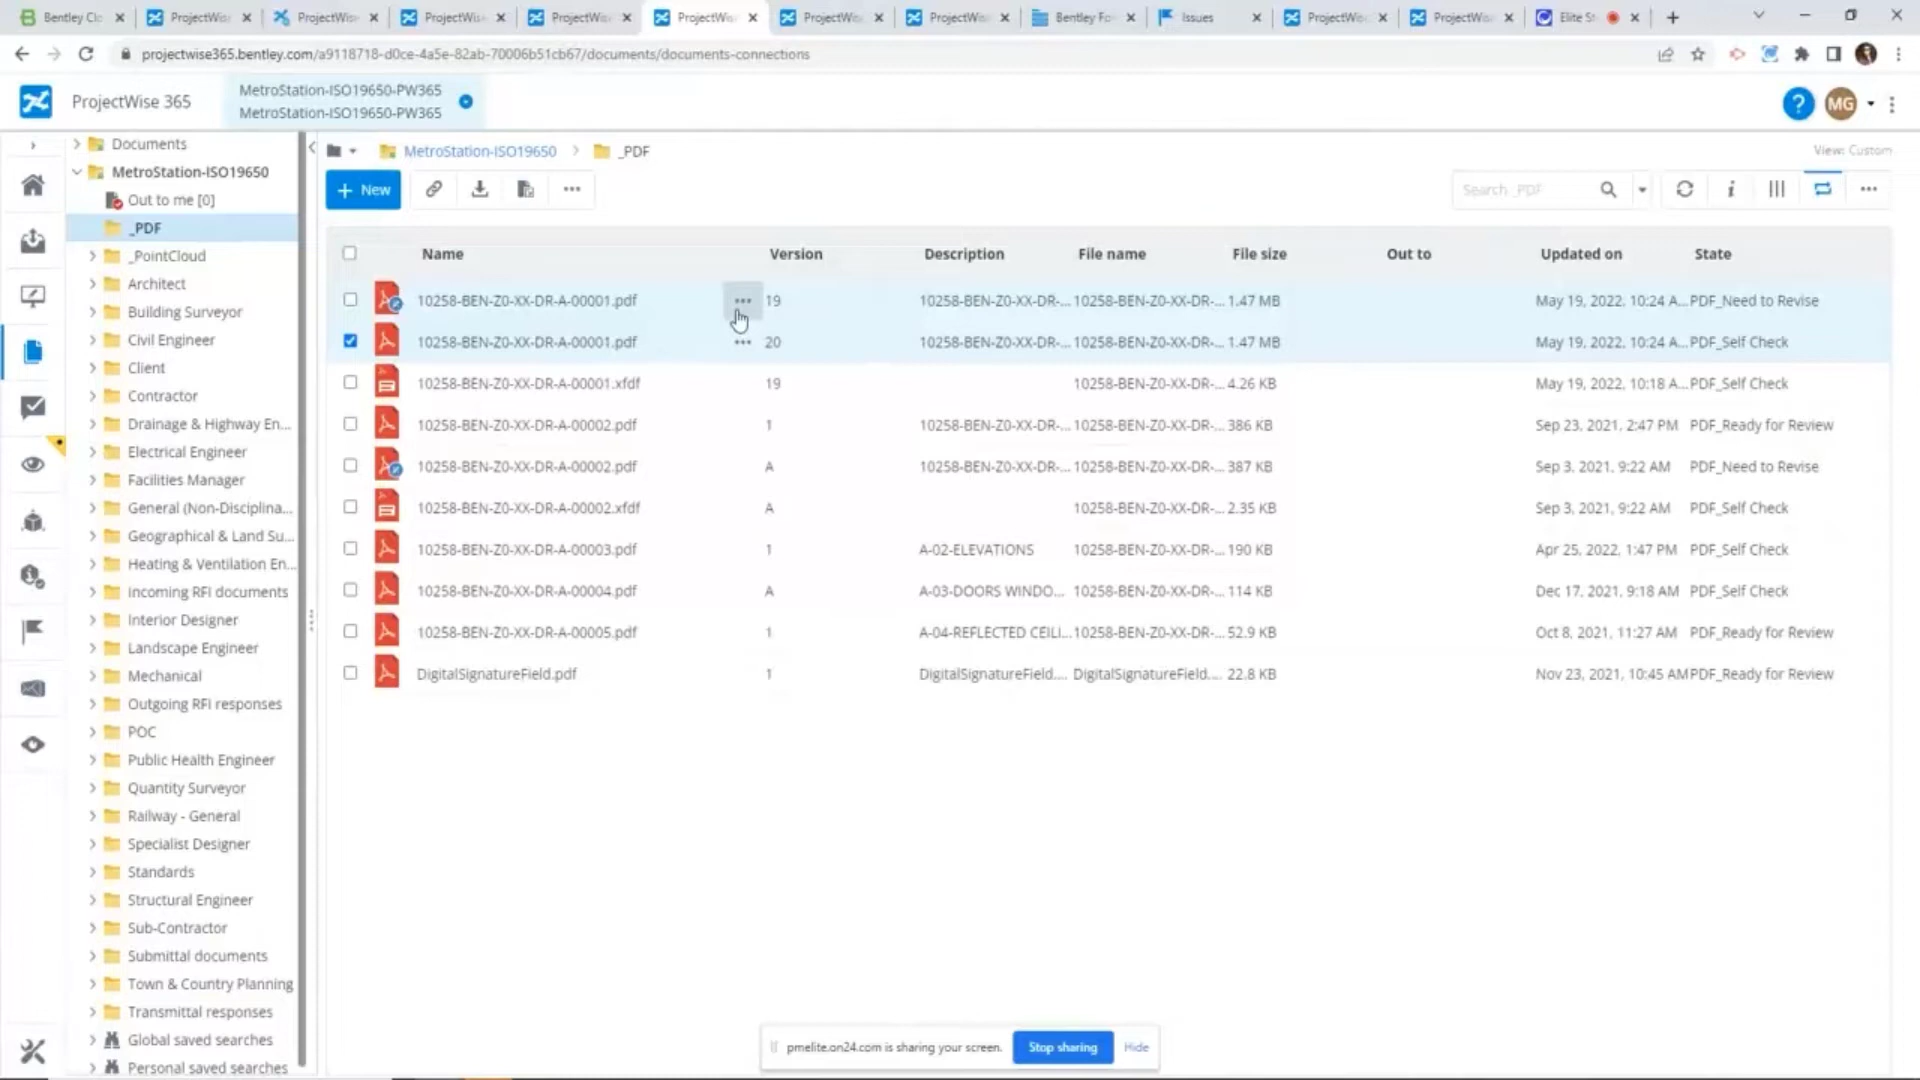 Bentley Clo
ProjectWise
ProjectWise-
ProjectWise-
ProjectWise
ProjectWis
ProjectWis
ProjectWis
Bentley Fo
Issues
ProjectWis
ProjectWis
Elite St
projectwise365.bentley.com/a9118718-d0ce-4a5e-82ab-70006b51cb67/documents/documents-connections
ProjectWise 365
MetroStation-ISO19650-PW365
MetroStation-ISO19650-PW365
?
MG
Documents
MetroStation-ISO19650
Out to me [0]
_PDF
_PointCloud
Architect
Building Surveyor
Civil Engineer
Client
Contractor
Drainage & Highway En...
Electrical Engineer
Facilities Manager
General (Non-Disciplina...
Geographical & Land Su...
Heating & Ventilation En...
Incoming RFI documents
Interior Designer
Landscape Engineer
Mechanical
Outgoing RFI responses
POC
Public Health Engineer
Quantity Surveyor
Railway - General
Specialist Designer
Standards
Structural Engineer
Sub-Contractor
Submittal documents
Town & Country Planning
Transmittal responses
Global saved searches
Personal saved searches
MetroStation-ISO19650 > _PDF
View: Custom
+ New
Search _PDF
Name Version Description File name File size Out to Updated on State
10258-BEN-Z0-XX-DR-A-00001.pdf ... 19 10258-BEN-Z0-XX-DR-... 10258-BEN-Z0-XX-DR-... 1.47 MB May 19, 2022, 10:24 A... PDF_Need to Revise
10258-BEN-Z0-XX-DR-A-00001.pdf ... 20 10258-BEN-Z0-XX-DR-... 10258-BEN-Z0-XX-DR-... 1.47 MB May 19, 2022, 10:24 A... PDF_Self Check
10258-BEN-Z0-XX-DR-A-00001.xfdf 19 10258-BEN-Z0-XX-DR-... 4.26 KB May 19, 2022, 10:18 A... PDF_Self Check
10258-BEN-Z0-XX-DR-A-00002.pdf 1 10258-BEN-Z0-XX-DR-... 10258-BEN-Z0-XX-DR-... 386 KB Sep 23, 2021, 2:47 PM PDF_Ready for Review
10258-BEN-Z0-XX-DR-A-00002.pdf A 10258-BEN-Z0-XX-DR-... 10258-BEN-Z0-XX-DR-... 387 KB Sep 3, 2021, 9:22 AM PDF_Need to Revise
10258-BEN-Z0-XX-DR-A-00002.xfdf A 10258-BEN-Z0-XX-DR-... 2.35 KB Sep 3, 2021, 9:22 AM PDF_Self Check
10258-BEN-Z0-XX-DR-A-00003.pdf 1 A-02-ELEVATIONS 10258-BEN-Z0-XX-DR-... 190 KB Apr 25, 2022, 1:47 PM PDF_Self Check
10258-BEN-Z0-XX-DR-A-00004.pdf A A-03-DOORS WINDO... 10258-BEN-Z0-XX-DR-... 114 KB Dec 17, 2021, 9:18 AM PDF_Self Check
10258-BEN-Z0-XX-DR-A-00005.pdf 1 A-04-REFLECTED CEILI... 10258-BEN-Z0-XX-DR-... 52.9 KB Oct 8, 2021, 11:27 AM PDF_Ready for Review
DigitalSignatureField.pdf 1 DigitalSignatureField.... DigitalSignatureField.... 22.8 KB Nov 23, 2021, 10:45 AM PDF_Ready for Review
pmelite.on24.com is sharing your screen. Stop sharing Hide